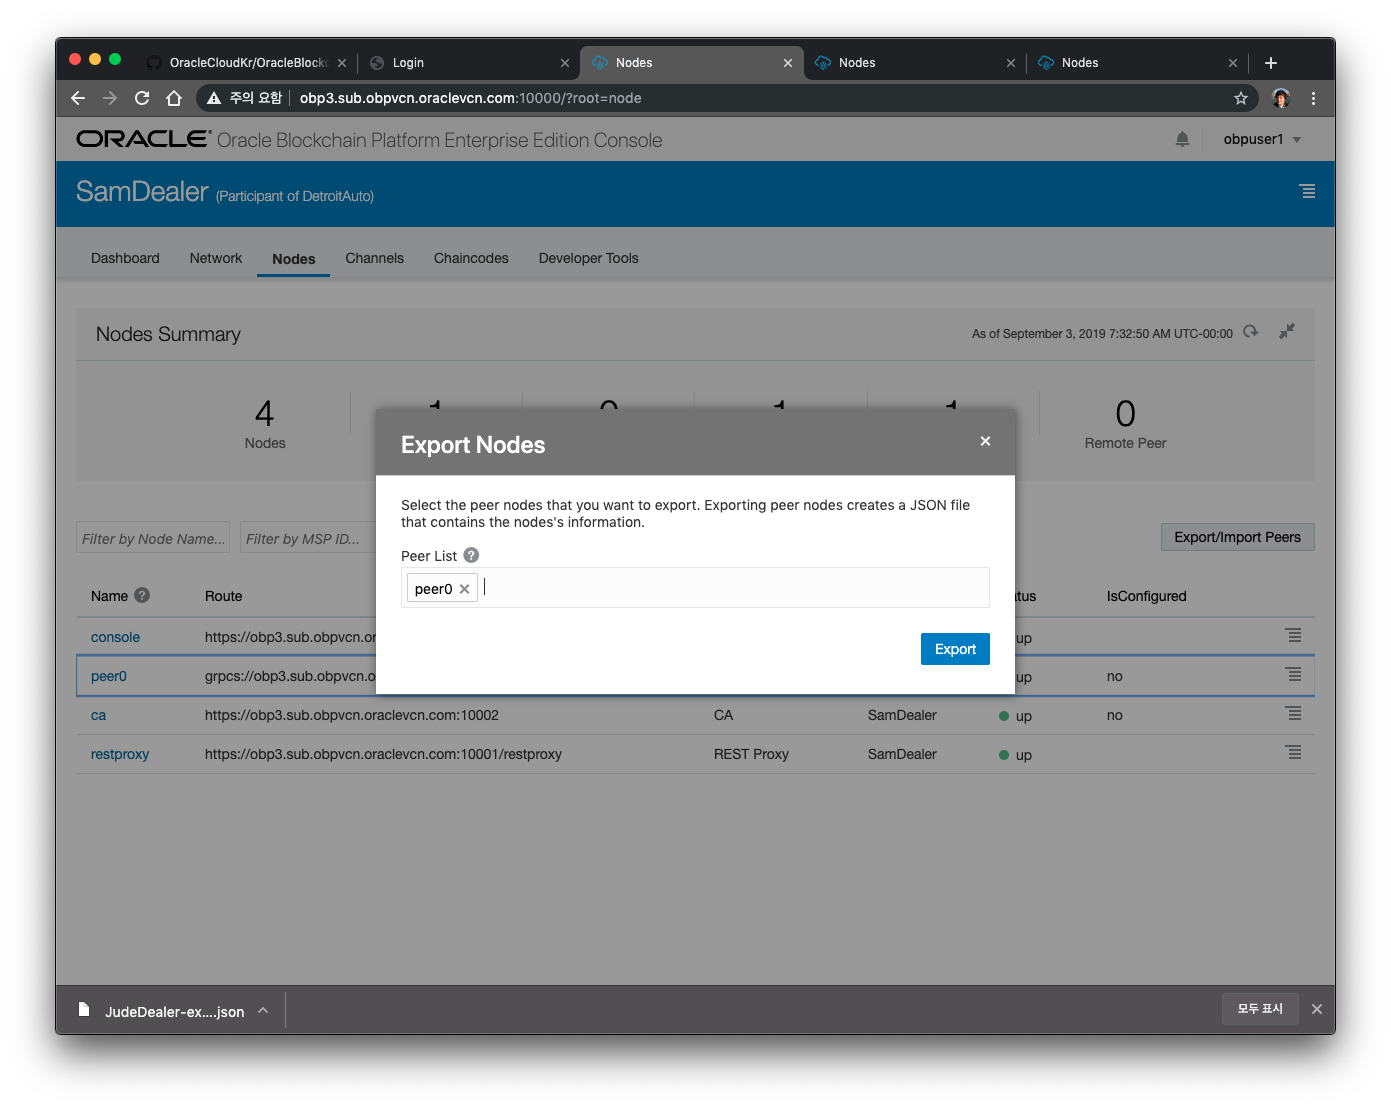 OracleCloudKr/OracleBlockc
Login
Nodes
Nodes
Nodes
주의 요함
obp3.sub.obpvcn.oraclevcn.com:10000/?root=node
ORACLE® Oracle Blockchain Platform Enterprise Edition Console
obpuser1
SamDealer (Participant of DetroitAuto)
Dashboard
Network
Nodes
Channels
Chaincodes
Developer Tools
Nodes Summary
As of September 3, 2019 7:32:50 AM UTC-00:00
4
Nodes
0
Remote Peer
Export Nodes
Select the peer nodes that you want to export. Exporting peer nodes creates a JSON file
that contains the nodes's information.
Peer List
peer0
Export
Filter by Node Name...
Filter by MSP ID...
Export/Import Peers
Name
Route
tus
IsConfigured
console
https://obp3.sub.obpvcn.or
up
peer0
grpcs://obp3.sub.obpvcn.o
up
no
ca
https://obp3.sub.obpvcn.oraclevcn.com:10002
CA
SamDealer
up
no
restproxy
https://obp3.sub.obpvcn.oraclevcn.com:10001/restproxy
REST Proxy
SamDealer
up
JudeDealer-ex....json
모두 표시